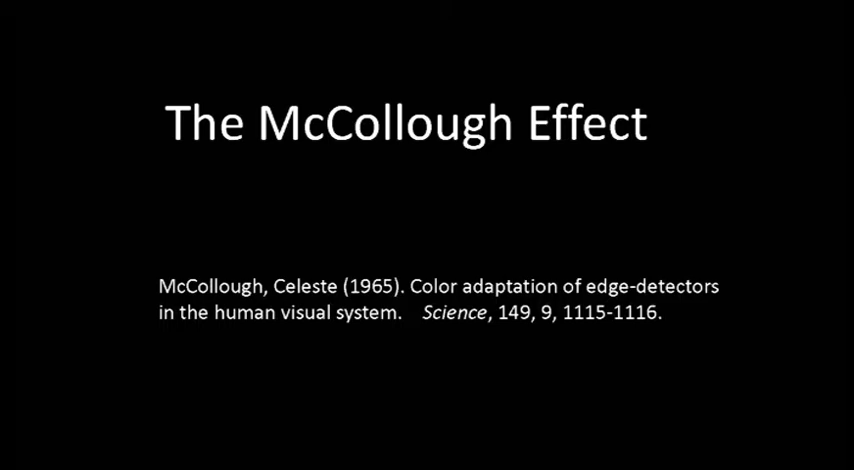 The McCollough Effect
McCollough, Celeste (1965). Color adaptation of edge-detectors
in the human visual system. Science, 149, 9, 1115-1116.